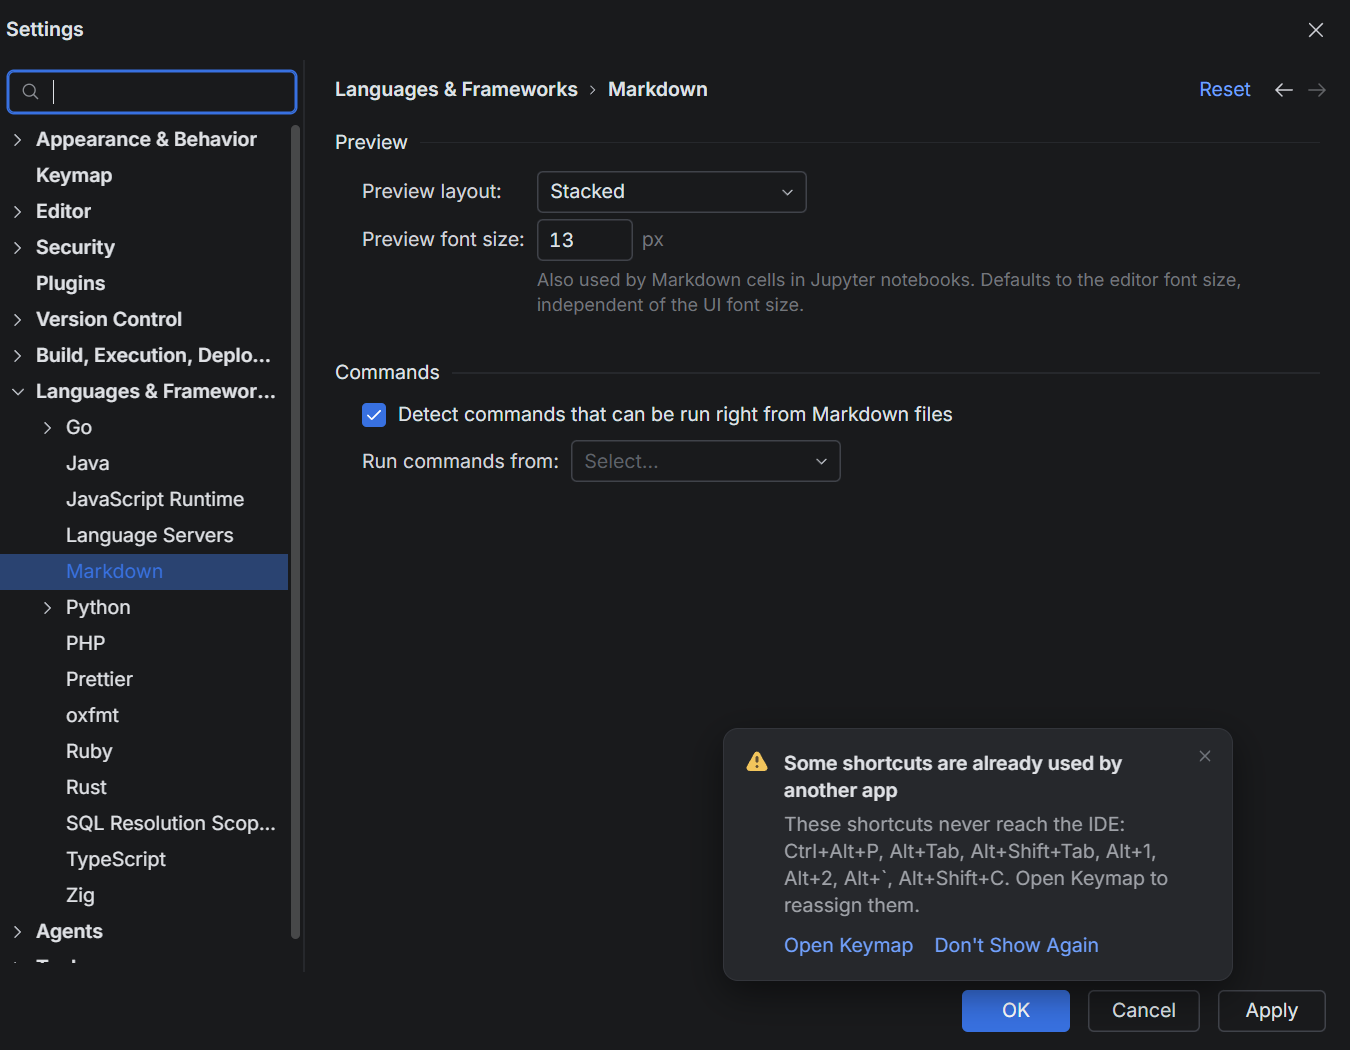 Settings
Appearance & Behavior
Keymap
Editor
Security
Plugins
Version Control
Build, Execution, Deplo...
Languages & Framewor...
Go
Java
JavaScript Runtime
Language Servers
Markdown
Python
PHP
Prettier
oxfmt
Ruby
Rust
SQL Resolution Scop...
TypeScript
Zig
Agents
Languages & Frameworks › Markdown
Reset
Preview
Preview layout: Stacked
Preview font size: 13 px
Also used by Markdown cells in Jupyter notebooks. Defaults to the editor font size,
independent of the UI font size.
Commands
Detect commands that can be run right from Markdown files
Run commands from: Select...
Some shortcuts are already used by
another app
These shortcuts never reach the IDE:
Ctrl+Alt+P, Alt+Tab, Alt+Shift+Tab, Alt+1,
Alt+2, Alt+`, Alt+Shift+C. Open Keymap to
reassign them.
Open Keymap Don't Show Again
OK Cancel Apply